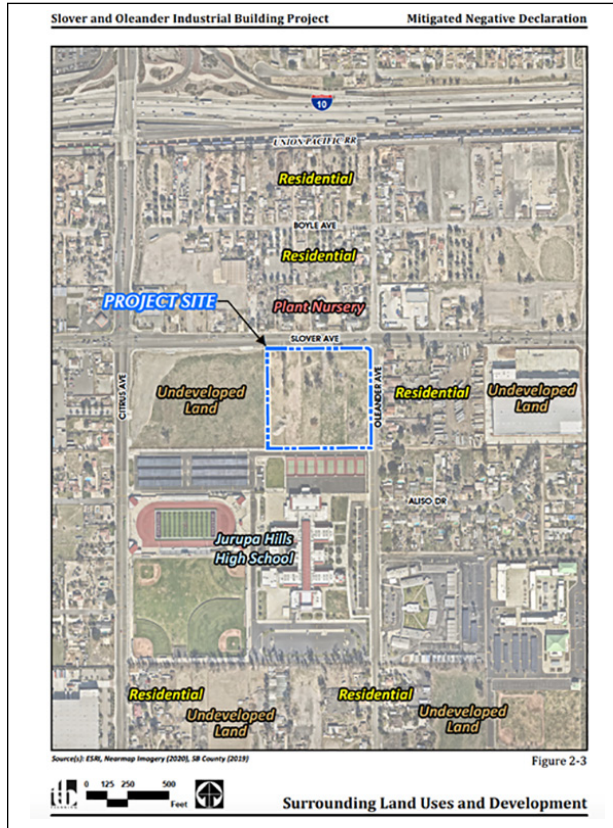 Slover and Oleander Industrial Building Project Mitigated Negative Declaration
10
UNION PACIFIC RR
Residential
BOYLE AVE
Residential
PROJECT SITE
Plant Nursery
SLOVER AVE
CITRUS AVE
Undeveloped
Land
OLEANDER AVE
Residential
Undeveloped
Land
ALISO DR
Jurupa Hills
High School
Residential
Undeveloped
Land
Residential
Undeveloped
Land
Source(s): ESRI, Nearmap Imagery (2020), SB County (2019)
Figure 2-3
0 125 250 500
Feet
Surrounding Land Uses and Development